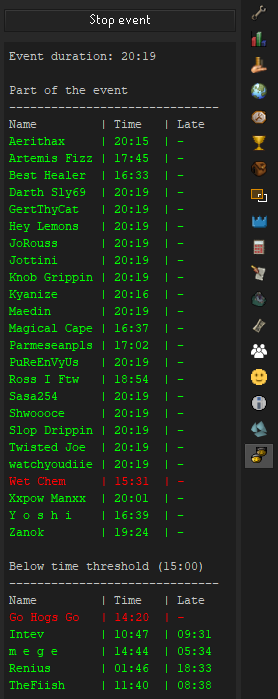 Stop event
Event duration: 20:19
Part of the event
------------------------------
Name | Time | Late
Aerithax | 20:15 | -
Artemis Fizz | 17:45 | -
Best Healer | 16:33 | -
Darth Sly69 | 20:19 | -
GertThyCat | 20:19 | -
Hey Lemons | 20:19 | -
JoRouss | 20:19 | -
Jottini | 20:19 | -
Knob Grippin | 20:19 | -
Kyanize | 20:16 | -
Maedin | 20:19 | -
Magical Cape | 16:37 | -
Parmeseanpls | 17:02 | -
PuReEnVyUs | 20:19 | -
Ross I Ftw | 18:54 | -
Sasa254 | 20:19 | -
Shwoooce | 20:19 | -
Slop Drippin | 20:19 | -
Twisted Joe | 20:19 | -
watchyoudiie | 20:19 | -
Wet Chem | 15:31 | -
Xxpow Manxx | 20:01 | -
Y o s h i | 16:39 | -
Zanok | 19:24 | -
Below time threshold (15:00)
------------------------------
Name | Time | Late
Go Hogs Go | 14:20 | -
Intev | 10:47 | 09:31
m e g e | 14:44 | 05:34
Renius | 01:46 | 18:33
TheFiish | 11:40 | 08:38